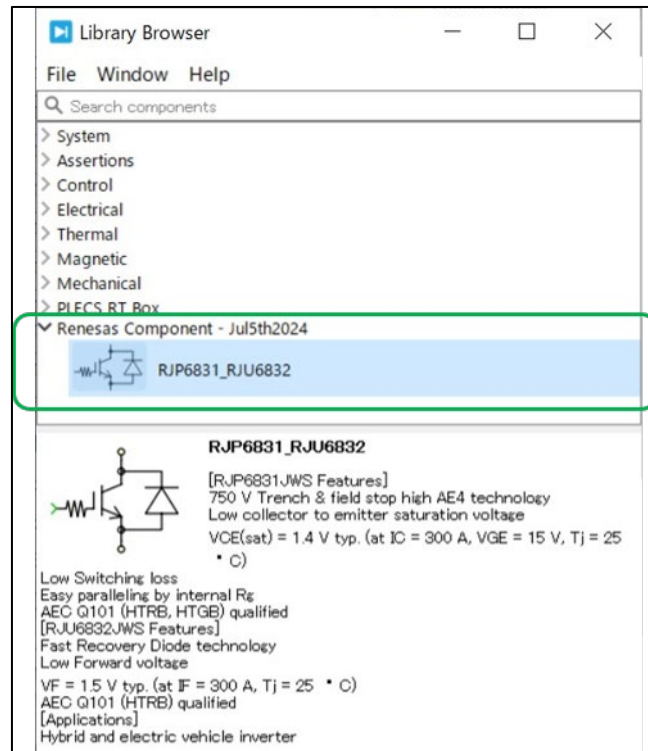 Library Browser
File Window Help
Search components
System
Assertions
Control
Electrical
Thermal
Magnetic
Mechanical
PLECS RT Box
Renesas Component - Jul5th2024
RJP6831_RJU6832
RJP6831_RJU6832
[RJP6831JWS Features]
750 V Trench & field stop high AE4 technology
Low collector to emitter saturation voltage
VCE(sat) = 1.4 V typ. (at IC = 300 A, VGE = 15 V, Tj = 25
° C)
Low Switching loss
Easy paralleling by internal Rg
AEC Q101 (HTRB, HTGB) qualified
[RJU6832JWS Features]
Fast Recovery Diode technology
Low Forward voltage
VF = 1.5 V typ. (at IF = 300 A, Tj = 25 ° C)
AEC Q101 (HTRB) qualified
[Applications]
Hybrid and electric vehicle inverter